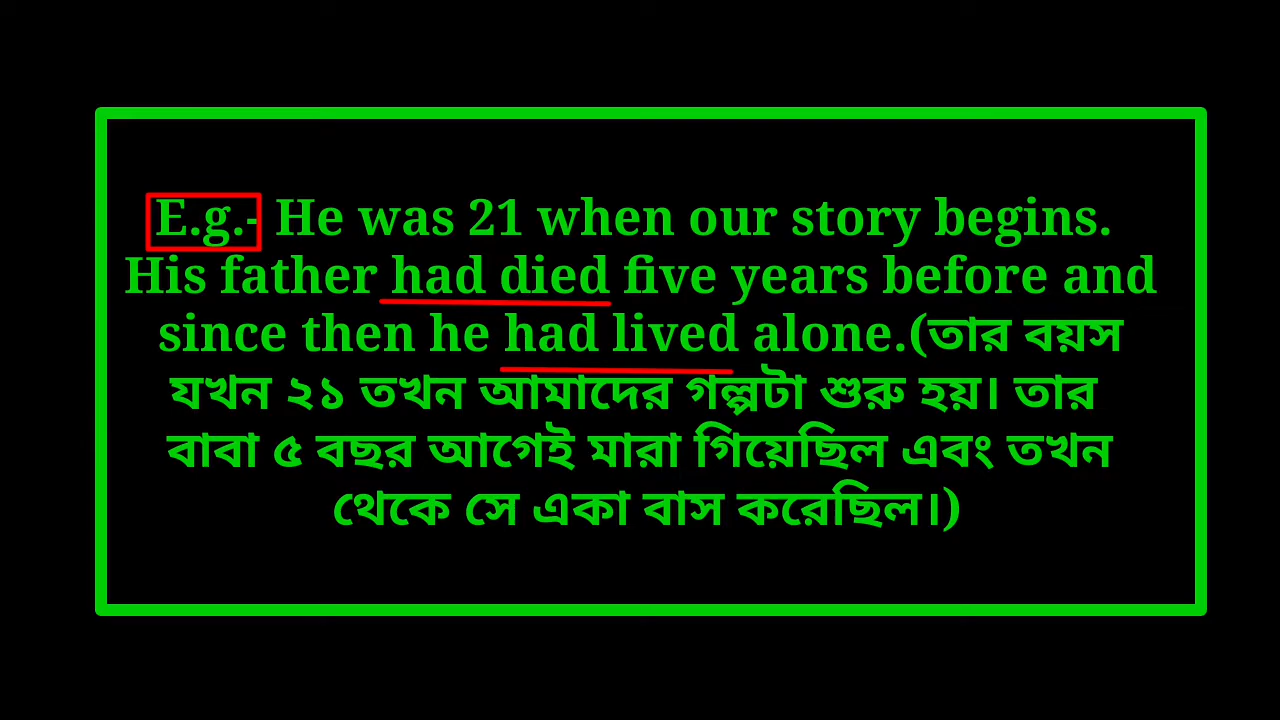 E.g.- He was 21 when our story begins.
His father had died five years before and
since then he had lived alone.(তার বয়স
যখন ২১ তখন আমাদের গল্পটা শুরু হয়। তার
বাবা ৫ বছর আগেই মারা গিয়েছিল এবং তখন
থেকে সে একা বাস করেছিল।)